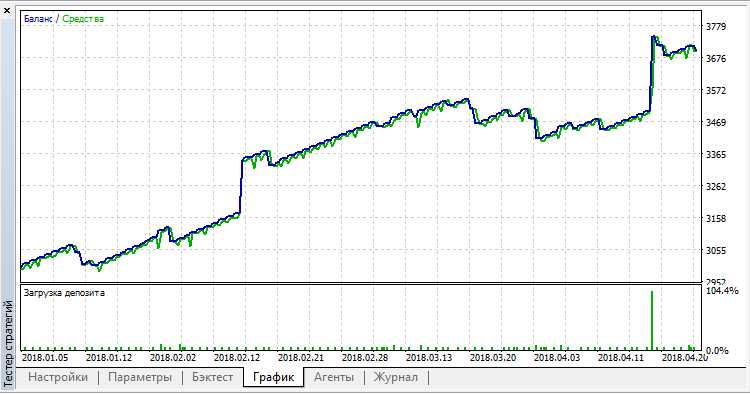 Баланс / Средства
3779
3676
3572
3469
3365
3262
3158
3055
2952
Загрузка депозита
104.4%
0.0%
2018.01.05 2018.01.12 2018.02.02 2018.02.12 2018.02.21 2018.02.28 2018.03.13 2018.03.20 2018.04.03 2018.04.11 2018.04.20
Тестер стратегий
Настройки Параметры Бэктест График Агенты Журнал